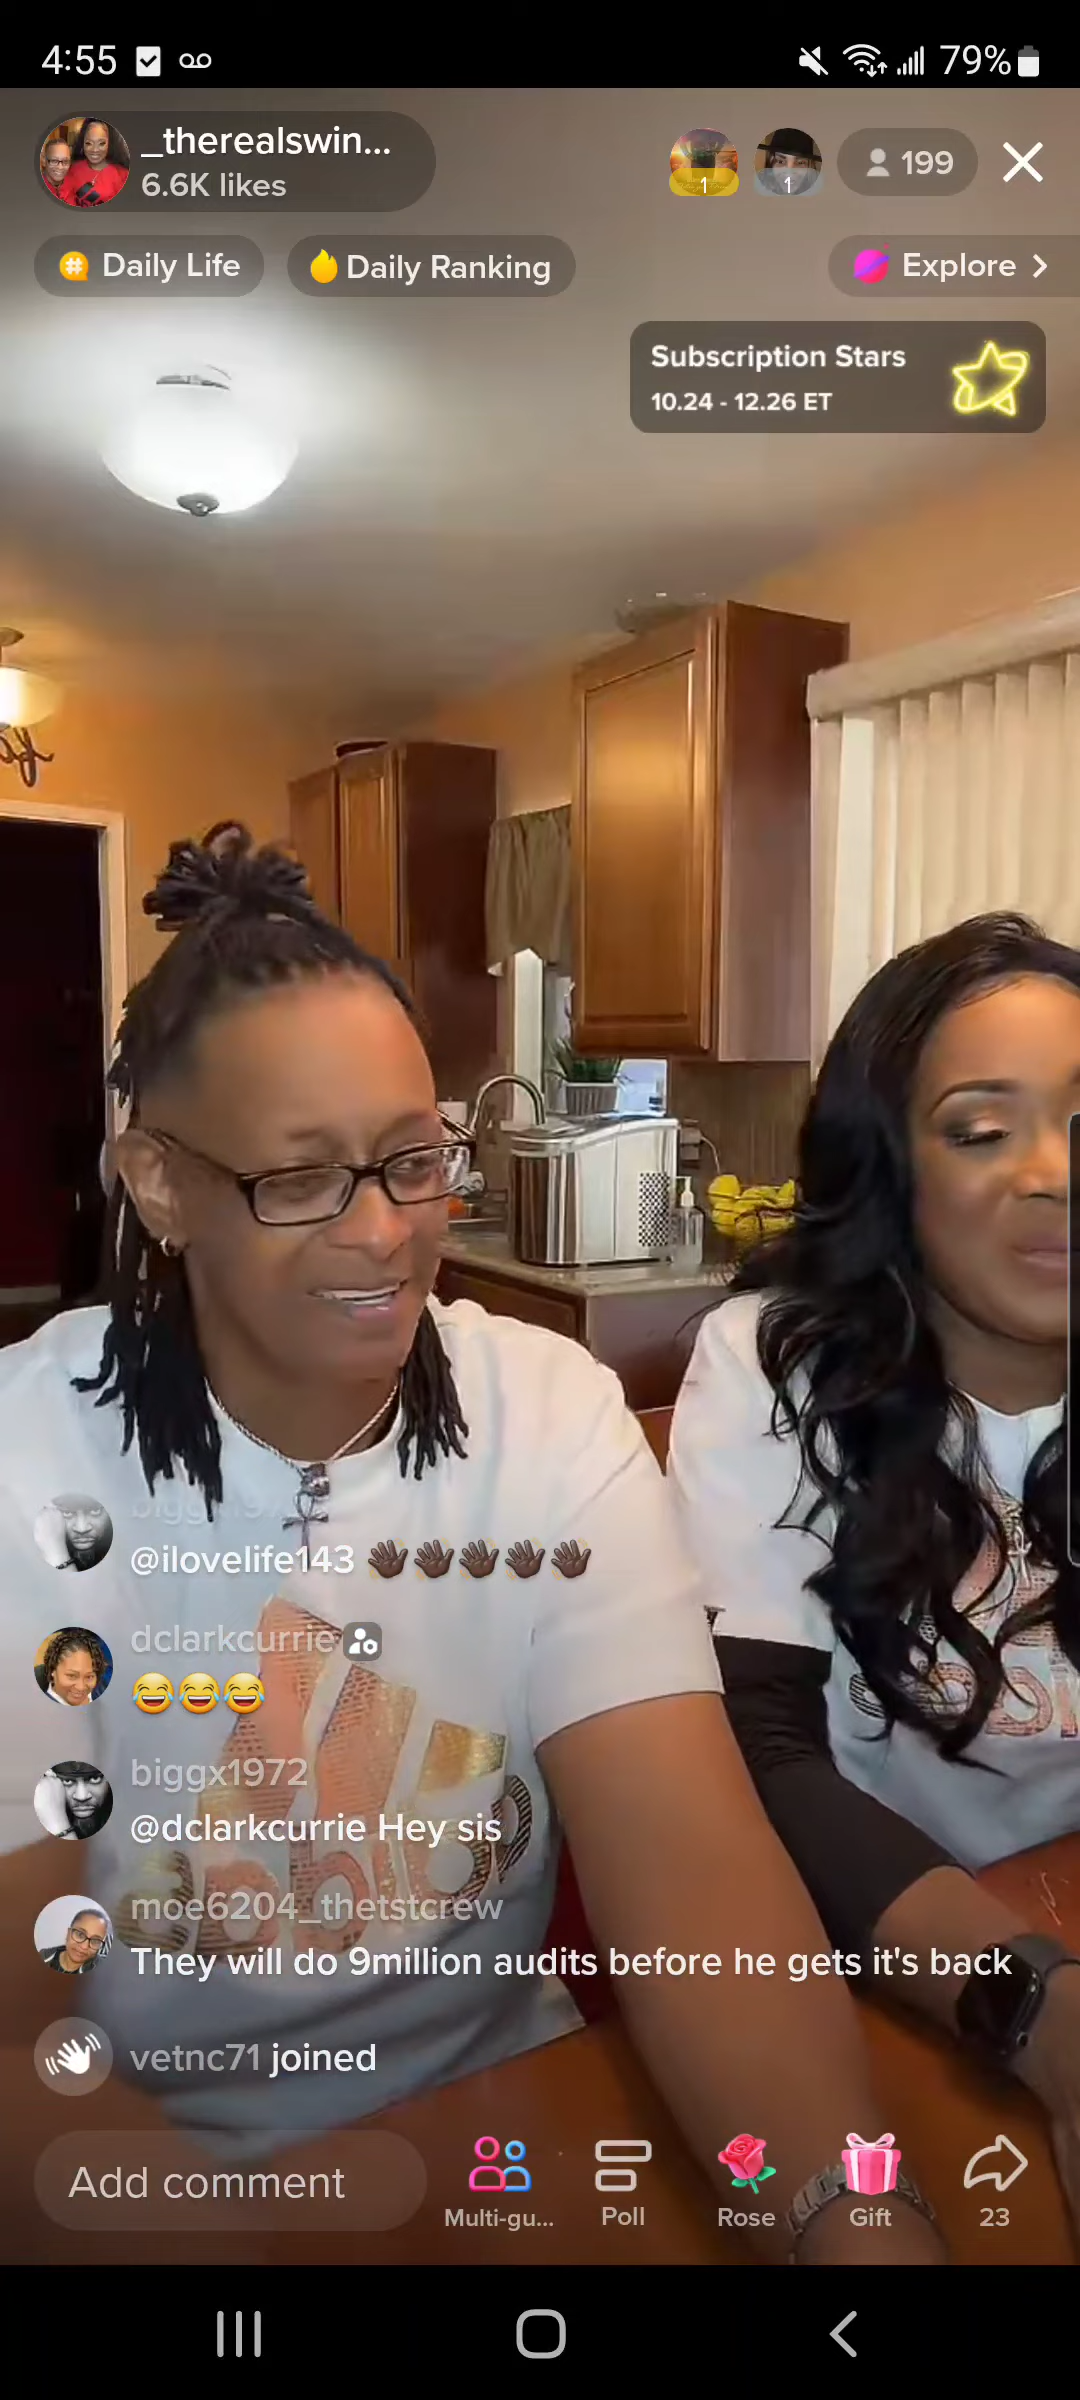 4:55
79%
_therealswin...
6.6K likes
1
1
199
Daily Life
Daily Ranking
Explore >
Subscription Stars
10.24 - 12.26 ET
@ilovelife143 👋🏿👋🏿👋🏿👋🏿👋🏿
dclarkcurrie
😂😂😂
biggx1972
@dclarkcurrie Hey sis
moe6204_thetstcrew
They will do 9million audits before he gets it's back
vetnc71 joined
Add comment
Multi-gu...
Poll
Rose
Gift
23